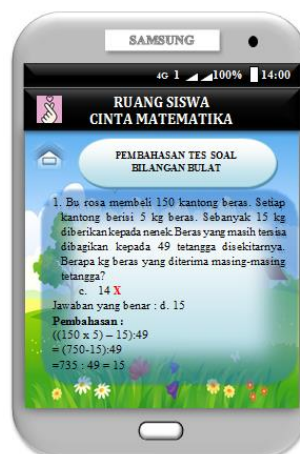 SAMSUNG
4G 1 100% 14:00
RUANG SISWA
CINTA MATEMATIKA
PEMBAHASAN TES SOAL
BILANGAN BULAT
1. Bu rosa membeli 150 kantong beras. Setiap
kantong berisi 5 kg beras. Sebanyak 15 kg
diberikan kepada nenek. Beras yang masih tersisa
dibagikan kepada 49 tetangga disekitarnya.
Berapa kg beras yang diterima masing-masing
tetangga?
c. 14 X
Jawaban yang benar : d. 15
Pembahasan :
((150 x 5) – 15):49
= (750-15):49
=735 : 49 = 15